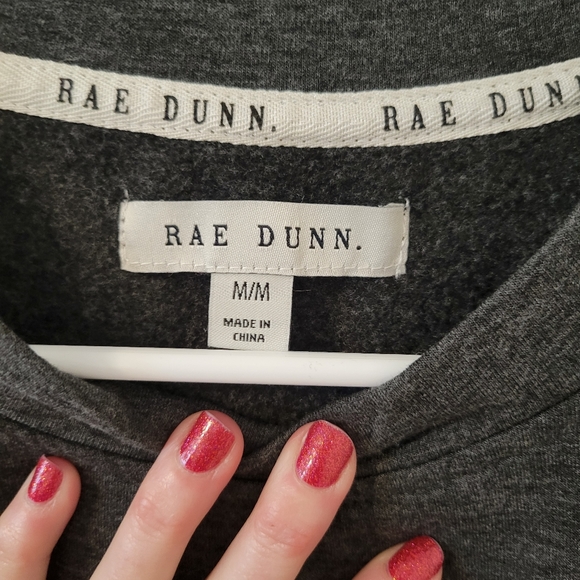 RAE DUNN. RAE DUN
RAE DUNN.
M/M
MADE IN
CHINA